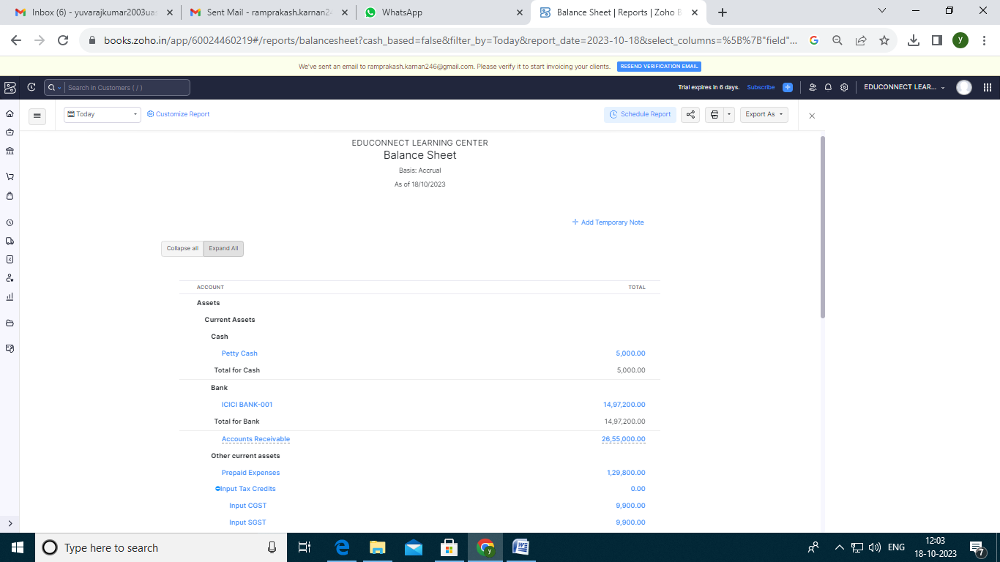 Inbox (6) - yuvarajkumar2003ua
Sent Mail - ramprakash.karnan24
WhatsApp
Balance Sheet | Reports | Zoho B
books.zoho.in/app/60024460219#/reports/balancesheet?cash_based=false&filter_by=Today&report_date=2023-10-18&select_columns=%5B%7B"field"...
y
We've sent an email to ramprakash.karnan246@gmail.com. Please verify it to start invoicing your clients. RESEND VERIFICATION EMAIL
Search in Customers ( / )
Trial expires in 6 days. Subscribe
EDUCONNECT LEAR...
Today
Customize Report
Schedule Report
Export As
EDUCONNECT LEARNING CENTER
Balance Sheet
Basis: Accrual
As of 18/10/2023
Add Temporary Note
Collapse all Expand All
ACCOUNT TOTAL
Assets
Current Assets
Cash
Petty Cash 5,000.00
Total for Cash 5,000.00
Bank
ICICI BANK-001 14,97,200.00
Total for Bank 14,97,200.00
Accounts Receivable 26,55,000.00
Other current assets
Prepaid Expenses 1,29,800.00
Input Tax Credits 0.00
Input CGST 9,900.00
Input SGST 9,900.00
Type here to search
ENG
12:03
18-10-2023
7